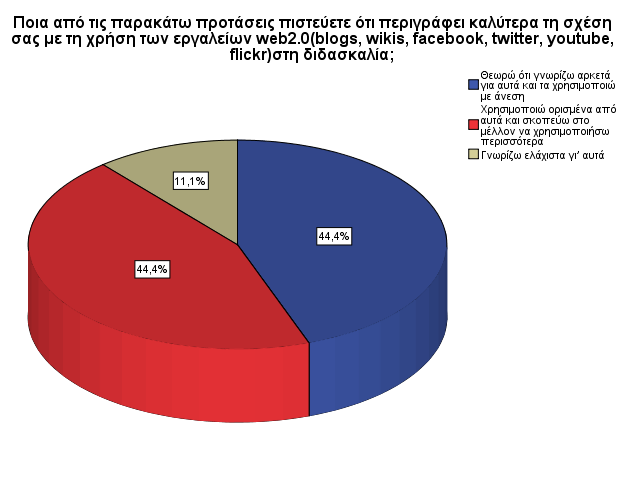 Ποια από τις παρακάτω προτάσεις πιστεύετε ότι περιγράφει καλύτερα τη σχέση
σας με τη χρήση των εργαλείων web2.0(blogs, wikis, facebook, twitter, youtube,
flickr)στη διδασκαλία;
Θεωρώ ότι γνωρίζω αρκετά
για αυτά και τα χρησιμοποιώ
με άνεση
Χρησιμοποιώ ορισμένα από
αυτά και σκοπεύω στο
μέλλον να χρησιμοποιήσω
περισσότερα
Γνωρίζω ελάχιστα γι' αυτά
11,1%
44,4%
44,4%